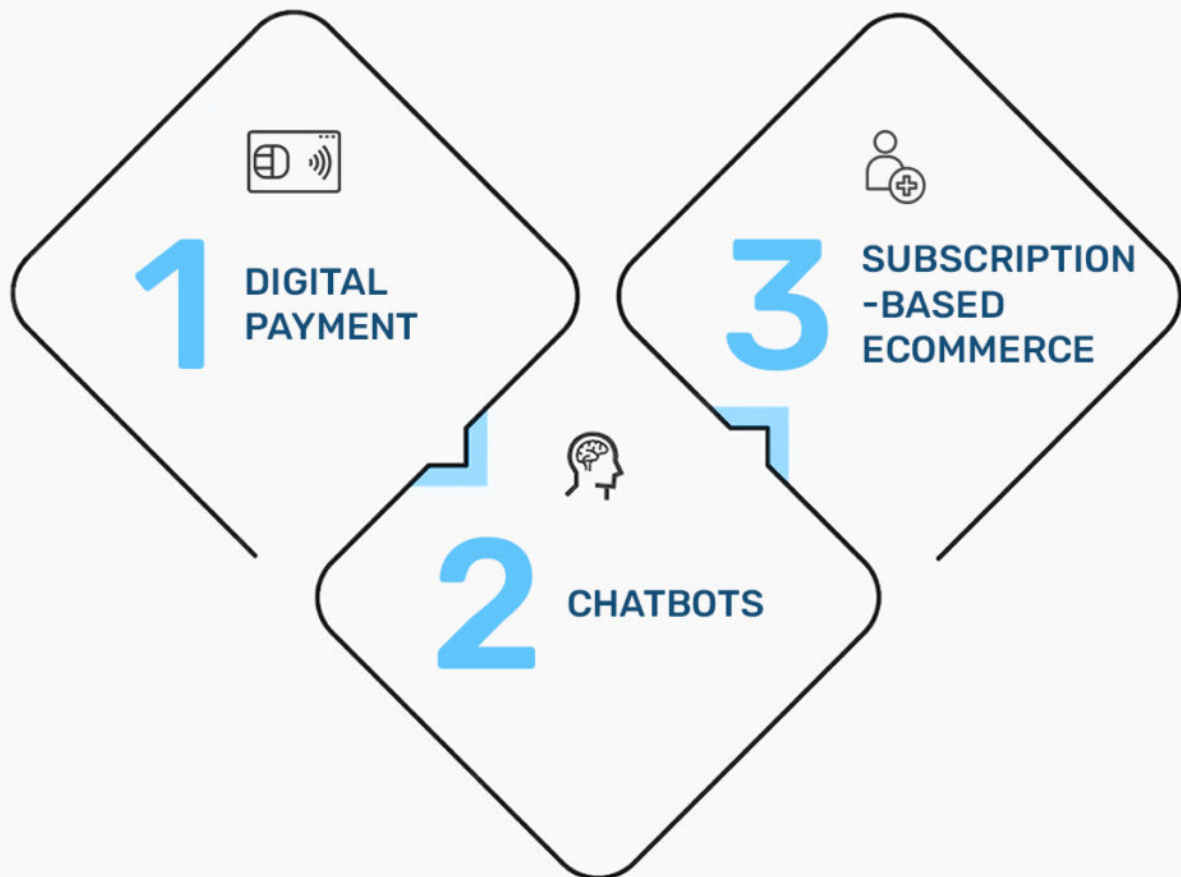 1
DIGITAL
PAYMENT
2
CHATBOTS
3
SUBSCRIPTION
-BASED
ECOMMERCE